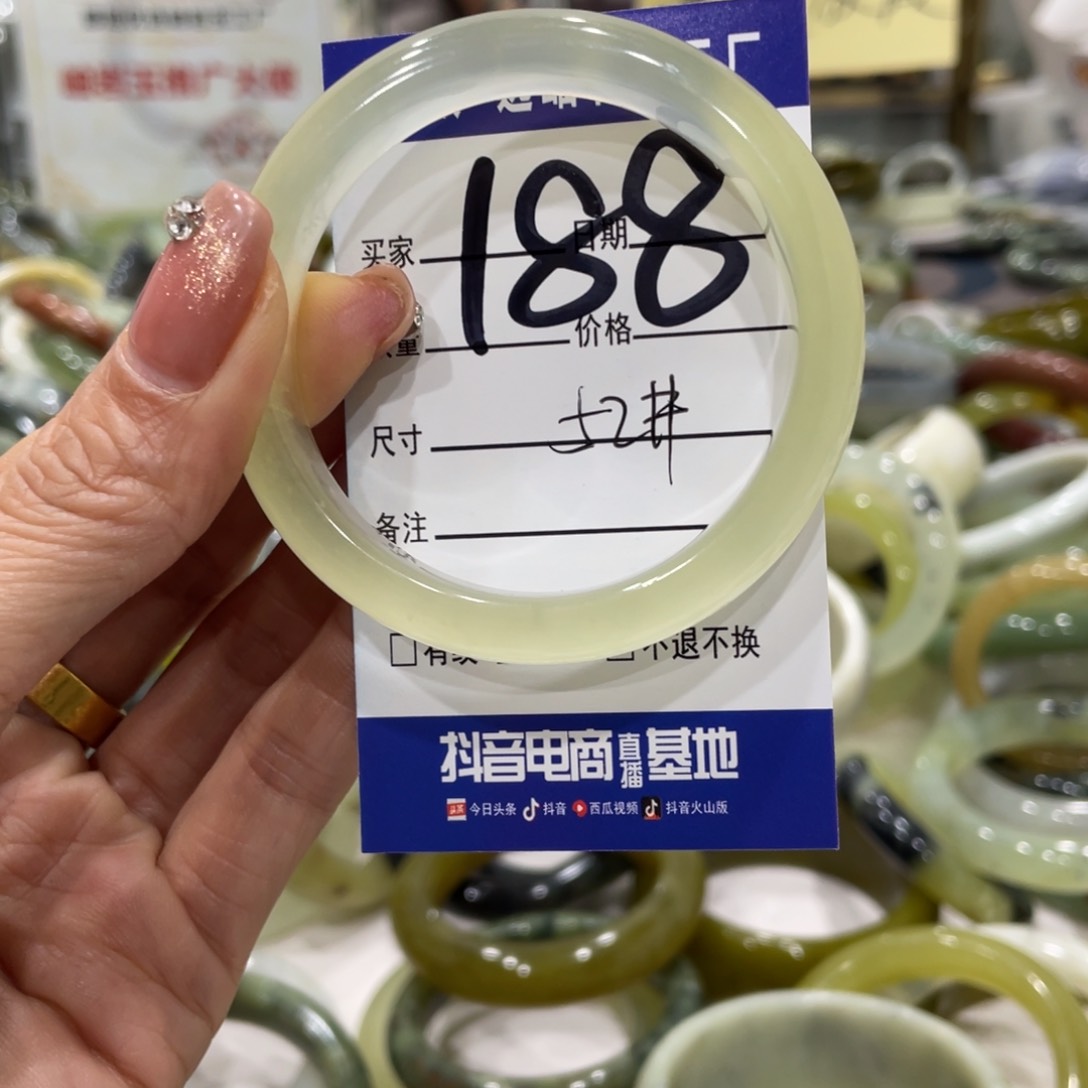 188
买家 日期
量 价格
尺寸 52#
备注
不退不换
抖音电商直播基地
今日头条 抖音 西瓜视频 抖音火山版